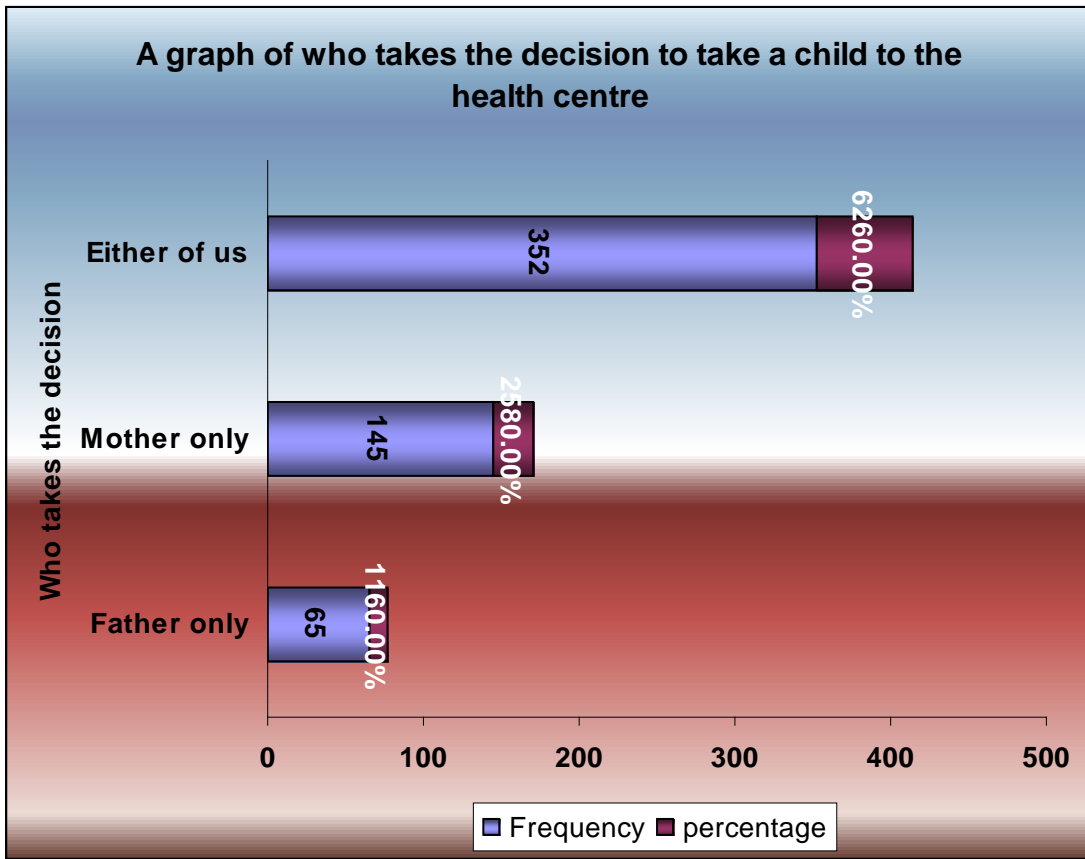 A graph of who takes the decision to take a child to the
health centre
Who takes the decision
Either of us
352
6260.00%
Mother only
145
2580.00%
Father only
65
1160.00%
0 100 200 300 400 500
Frequency percentage